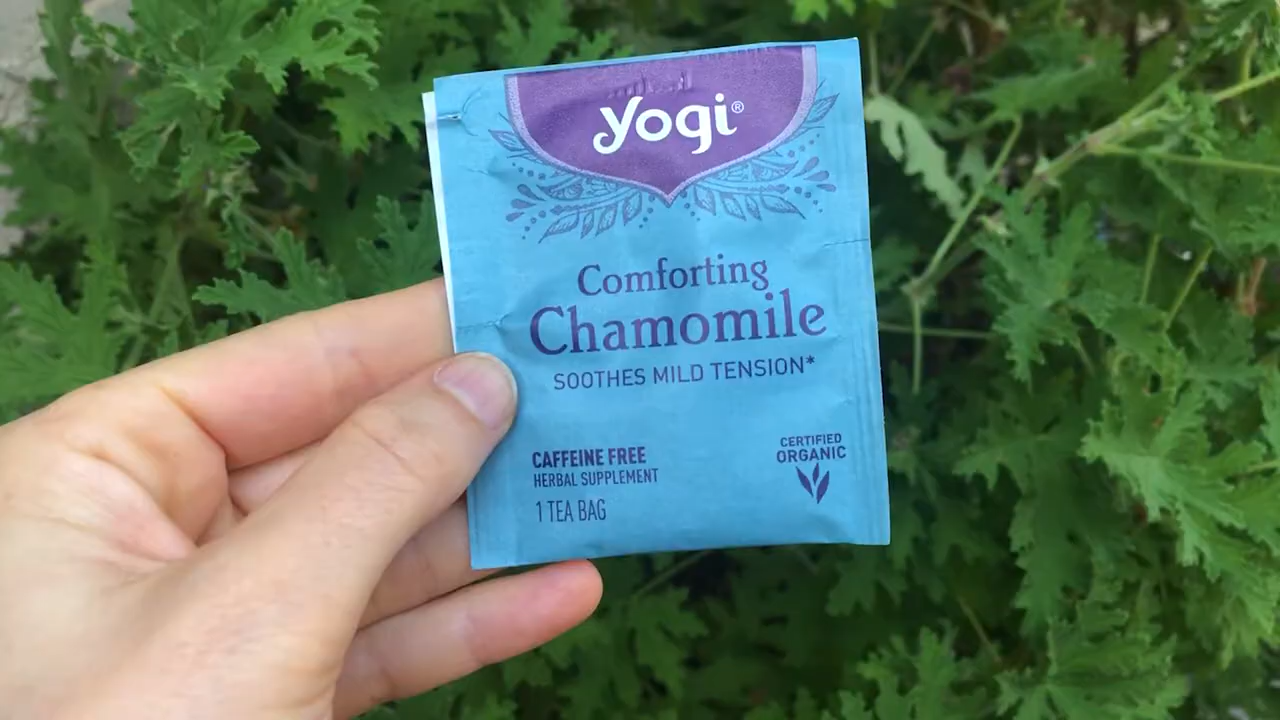 yogi®
Comforting
Chamomile
SOOTHES MILD TENSION*
CAFFEINE FREE
HERBAL SUPPLEMENT
1 TEA BAG
CERTIFIED
ORGANIC